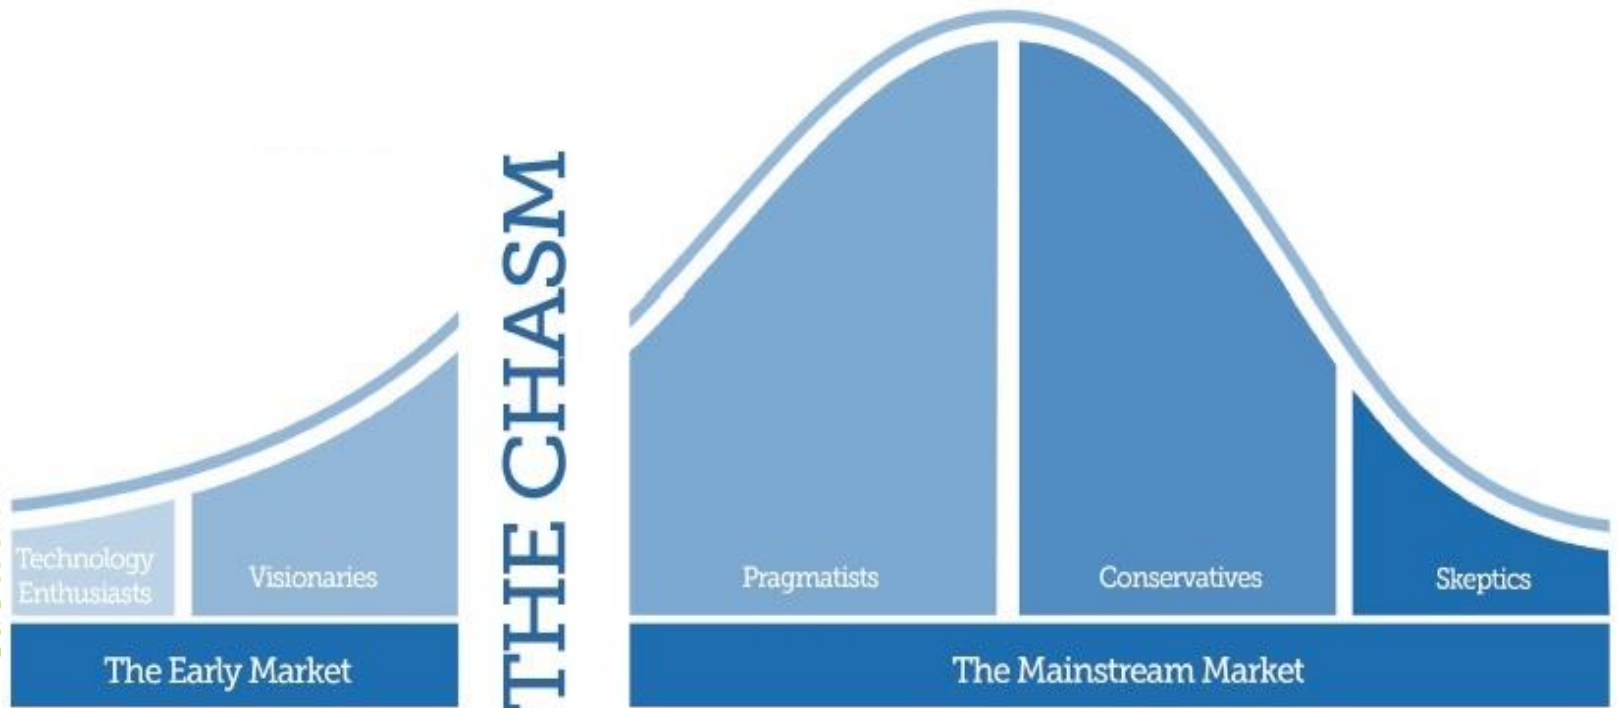 THE CHASM
Technology
Enthusiasts
Visionaries
Pragmatists
Conservatives
Skeptics
The Early Market
The Mainstream Market